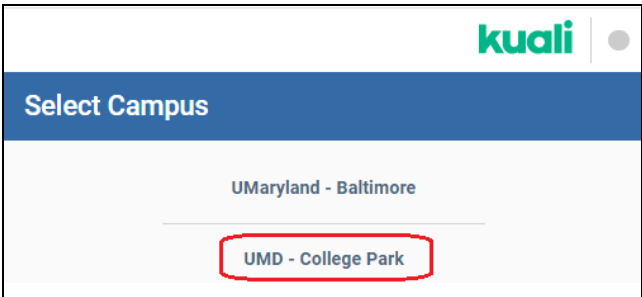 kuali
Select Campus
UMaryland - Baltimore
UMD - College Park